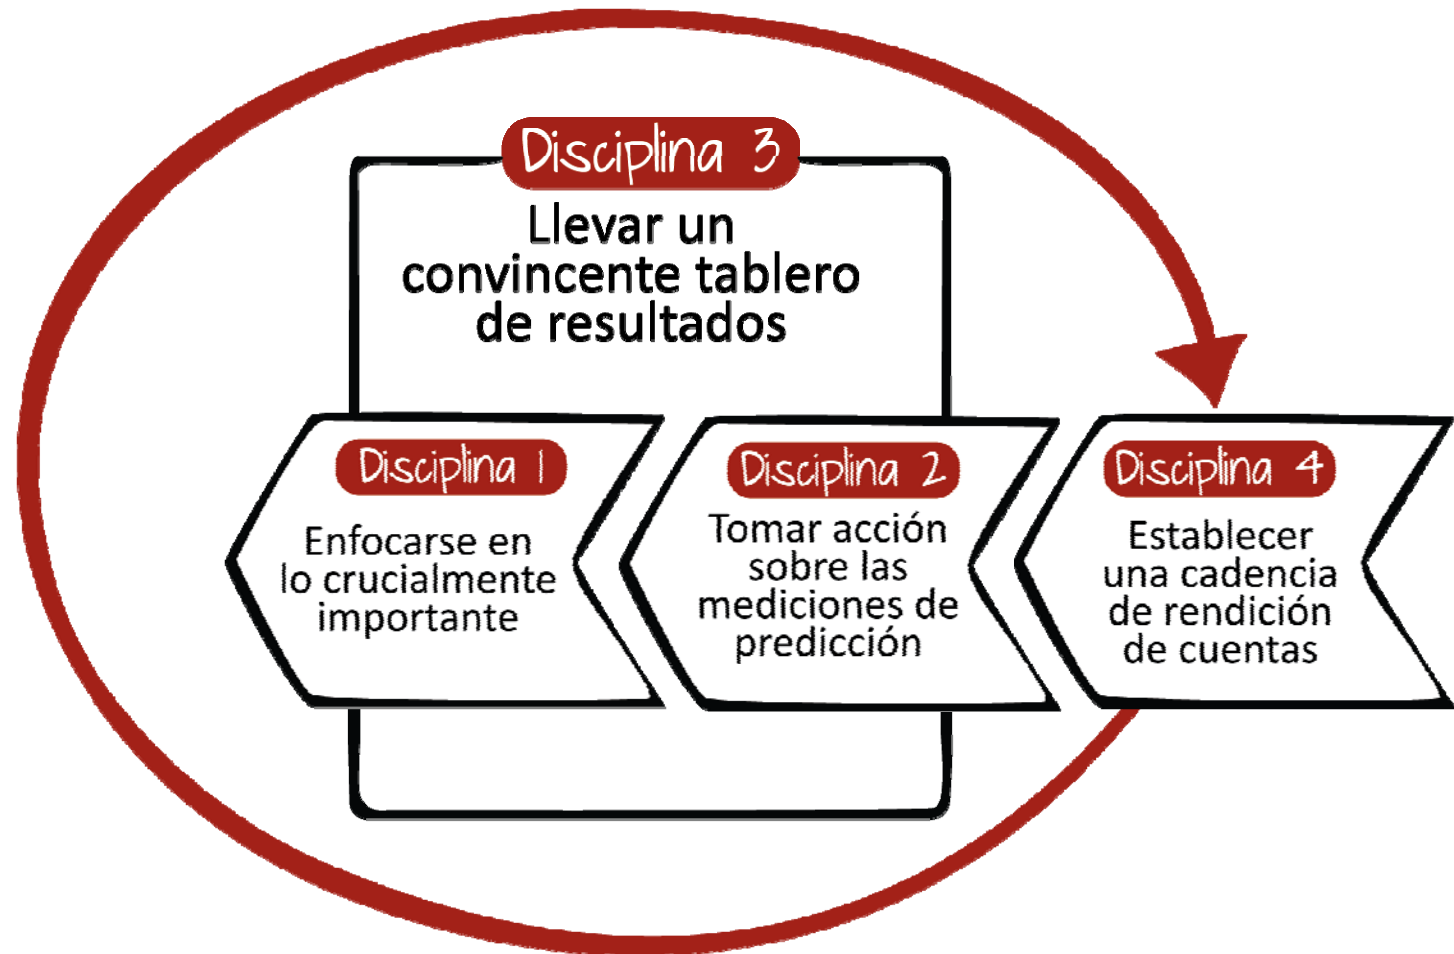 Disciplina 3
Llevar un
convincente tablero
de resultados
Disciplina 1
Enfocarse en
lo crucialmente
importante
Disciplina 2
Tomar acción
sobre las
mediciones de
predicción
Disciplina 4
Establecer
una cadencia
de rendición
de cuentas